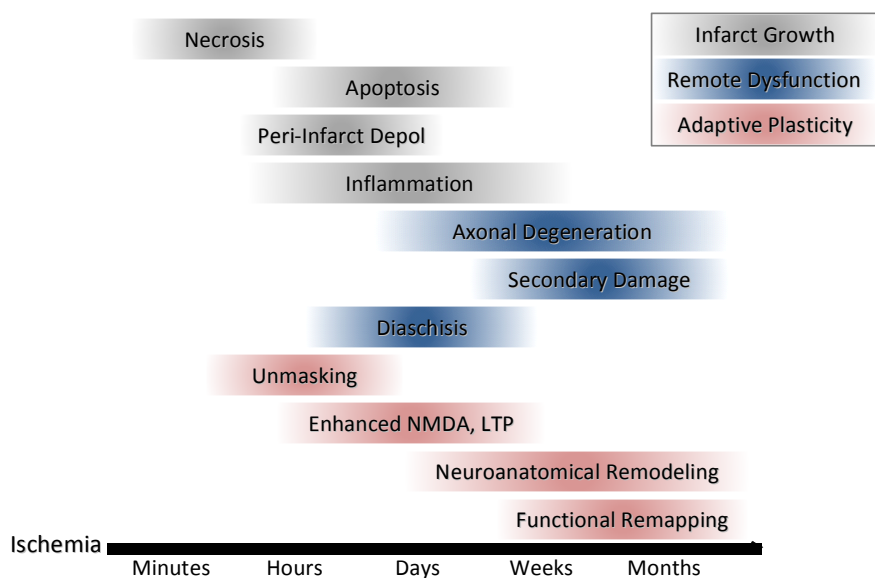 Necrosis
Apoptosis
Peri-Infarct Depol
Inflammation
Axonal Degeneration
Secondary Damage
Diaschisis
Unmasking
Enhanced NMDA, LTP
Neuroanatomical Remodeling
Functional Remapping
Infarct Growth
Remote Dysfunction
Adaptive Plasticity
Ischemia
Minutes Hours Days Weeks Months